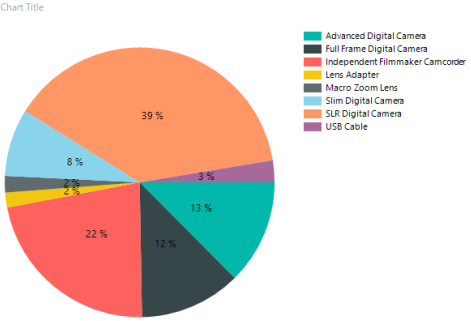 Chart Title
Advanced Digital Camera
Full Frame Digital Camera
Independent Filmmaker Camcorder
Lens Adapter
Macro Zoom Lens
Slim Digital Camera
SLR Digital Camera
USB Cable
39 %
8 %
3 %
2 %
2 %
13 %
22 %
12 %